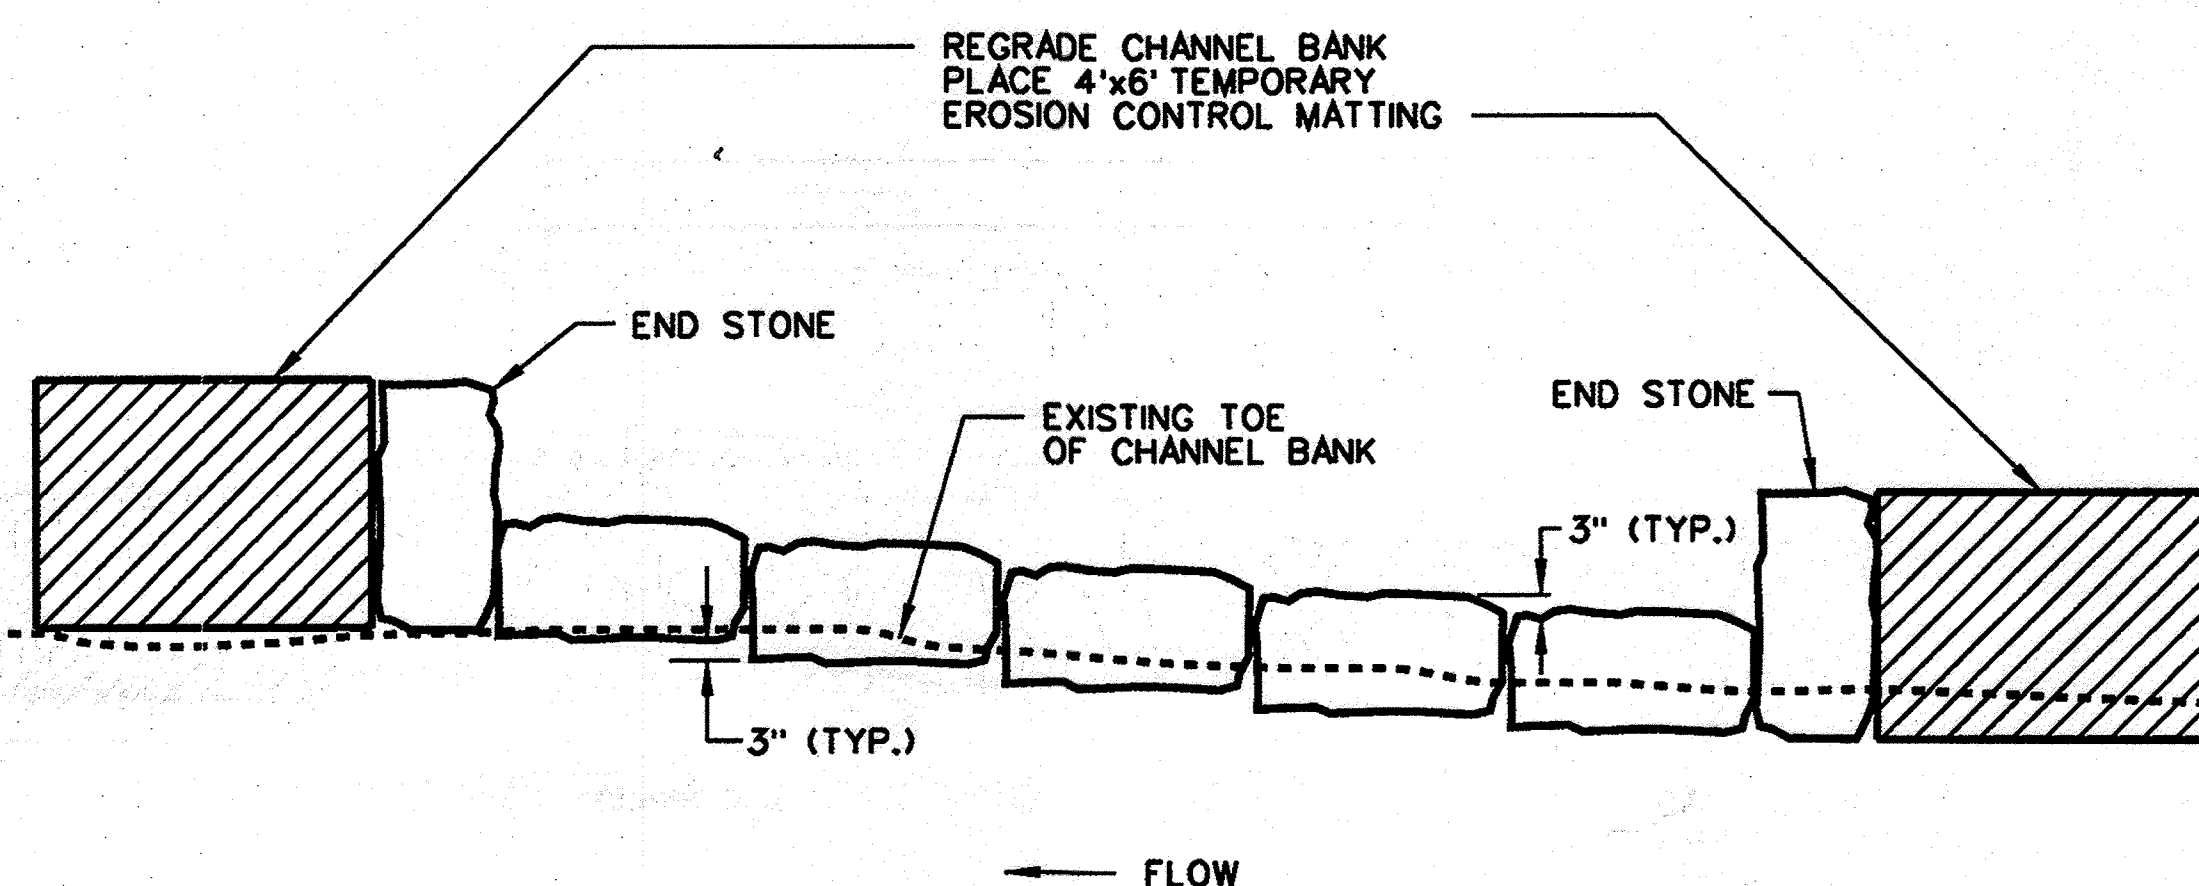 REGRADE CHANNEL BANK
PLACE 4'x6' TEMPORARY
EROSION CONTROL MATTING
END STONE
END STONE
EXISTING TOE
OF CHANNEL BANK
3" (TYP.)
3" (TYP.)
FLOW